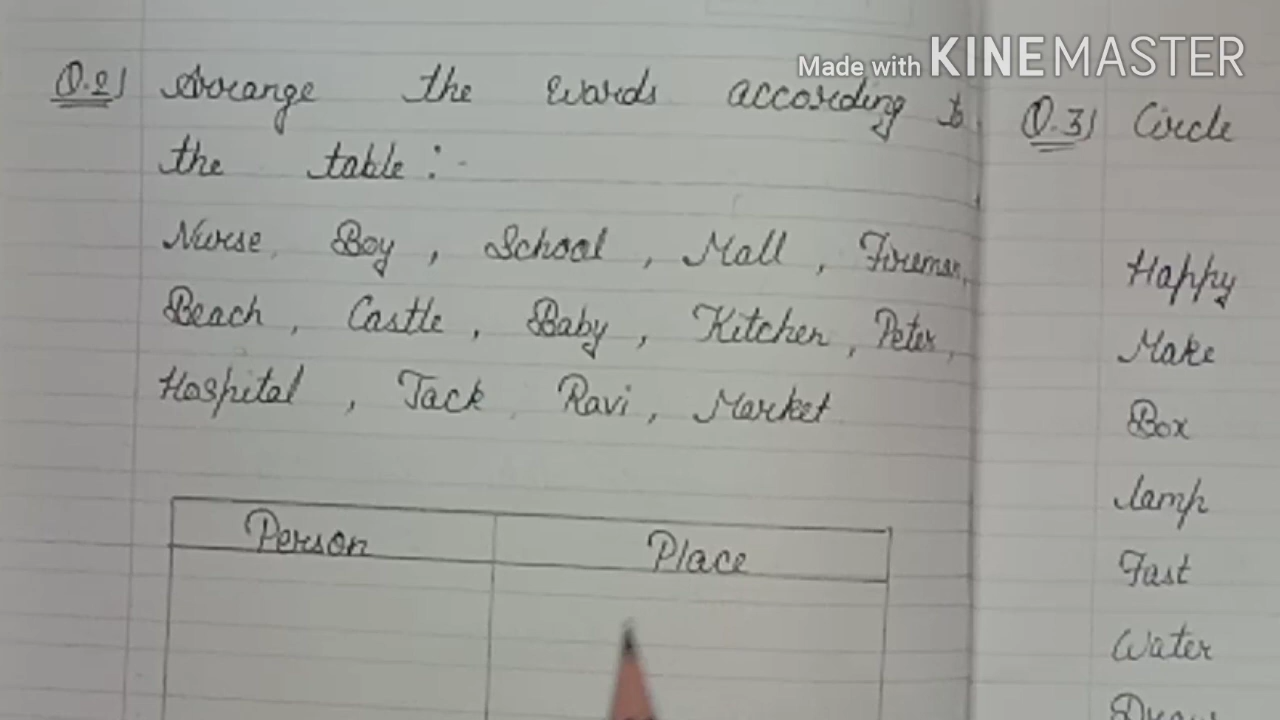 Made with KINEMASTER
Q.2) Arrange the words according to
the table :-
Nurse, Boy, School, Mall, Fireman,
Beach, Castle, Baby, Kitchen, Peter,
Hospital, Jack, Ravi, Market
Person Place
Q.3) Circle
Happy
Make
Box
Lamp
Fast
Water